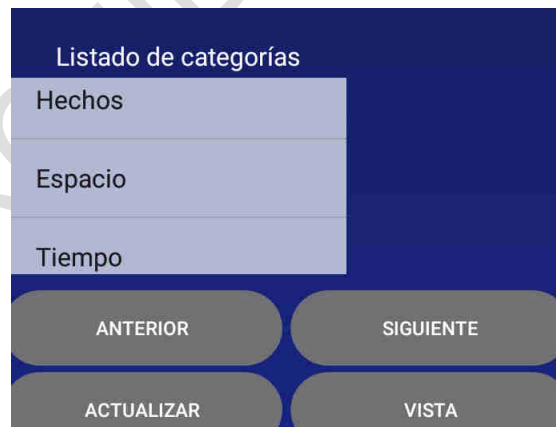 Listado de categorías
Hechos
Espacio
Tiempo
ANTERIOR
SIGUIENTE
ACTUALIZAR
VISTA